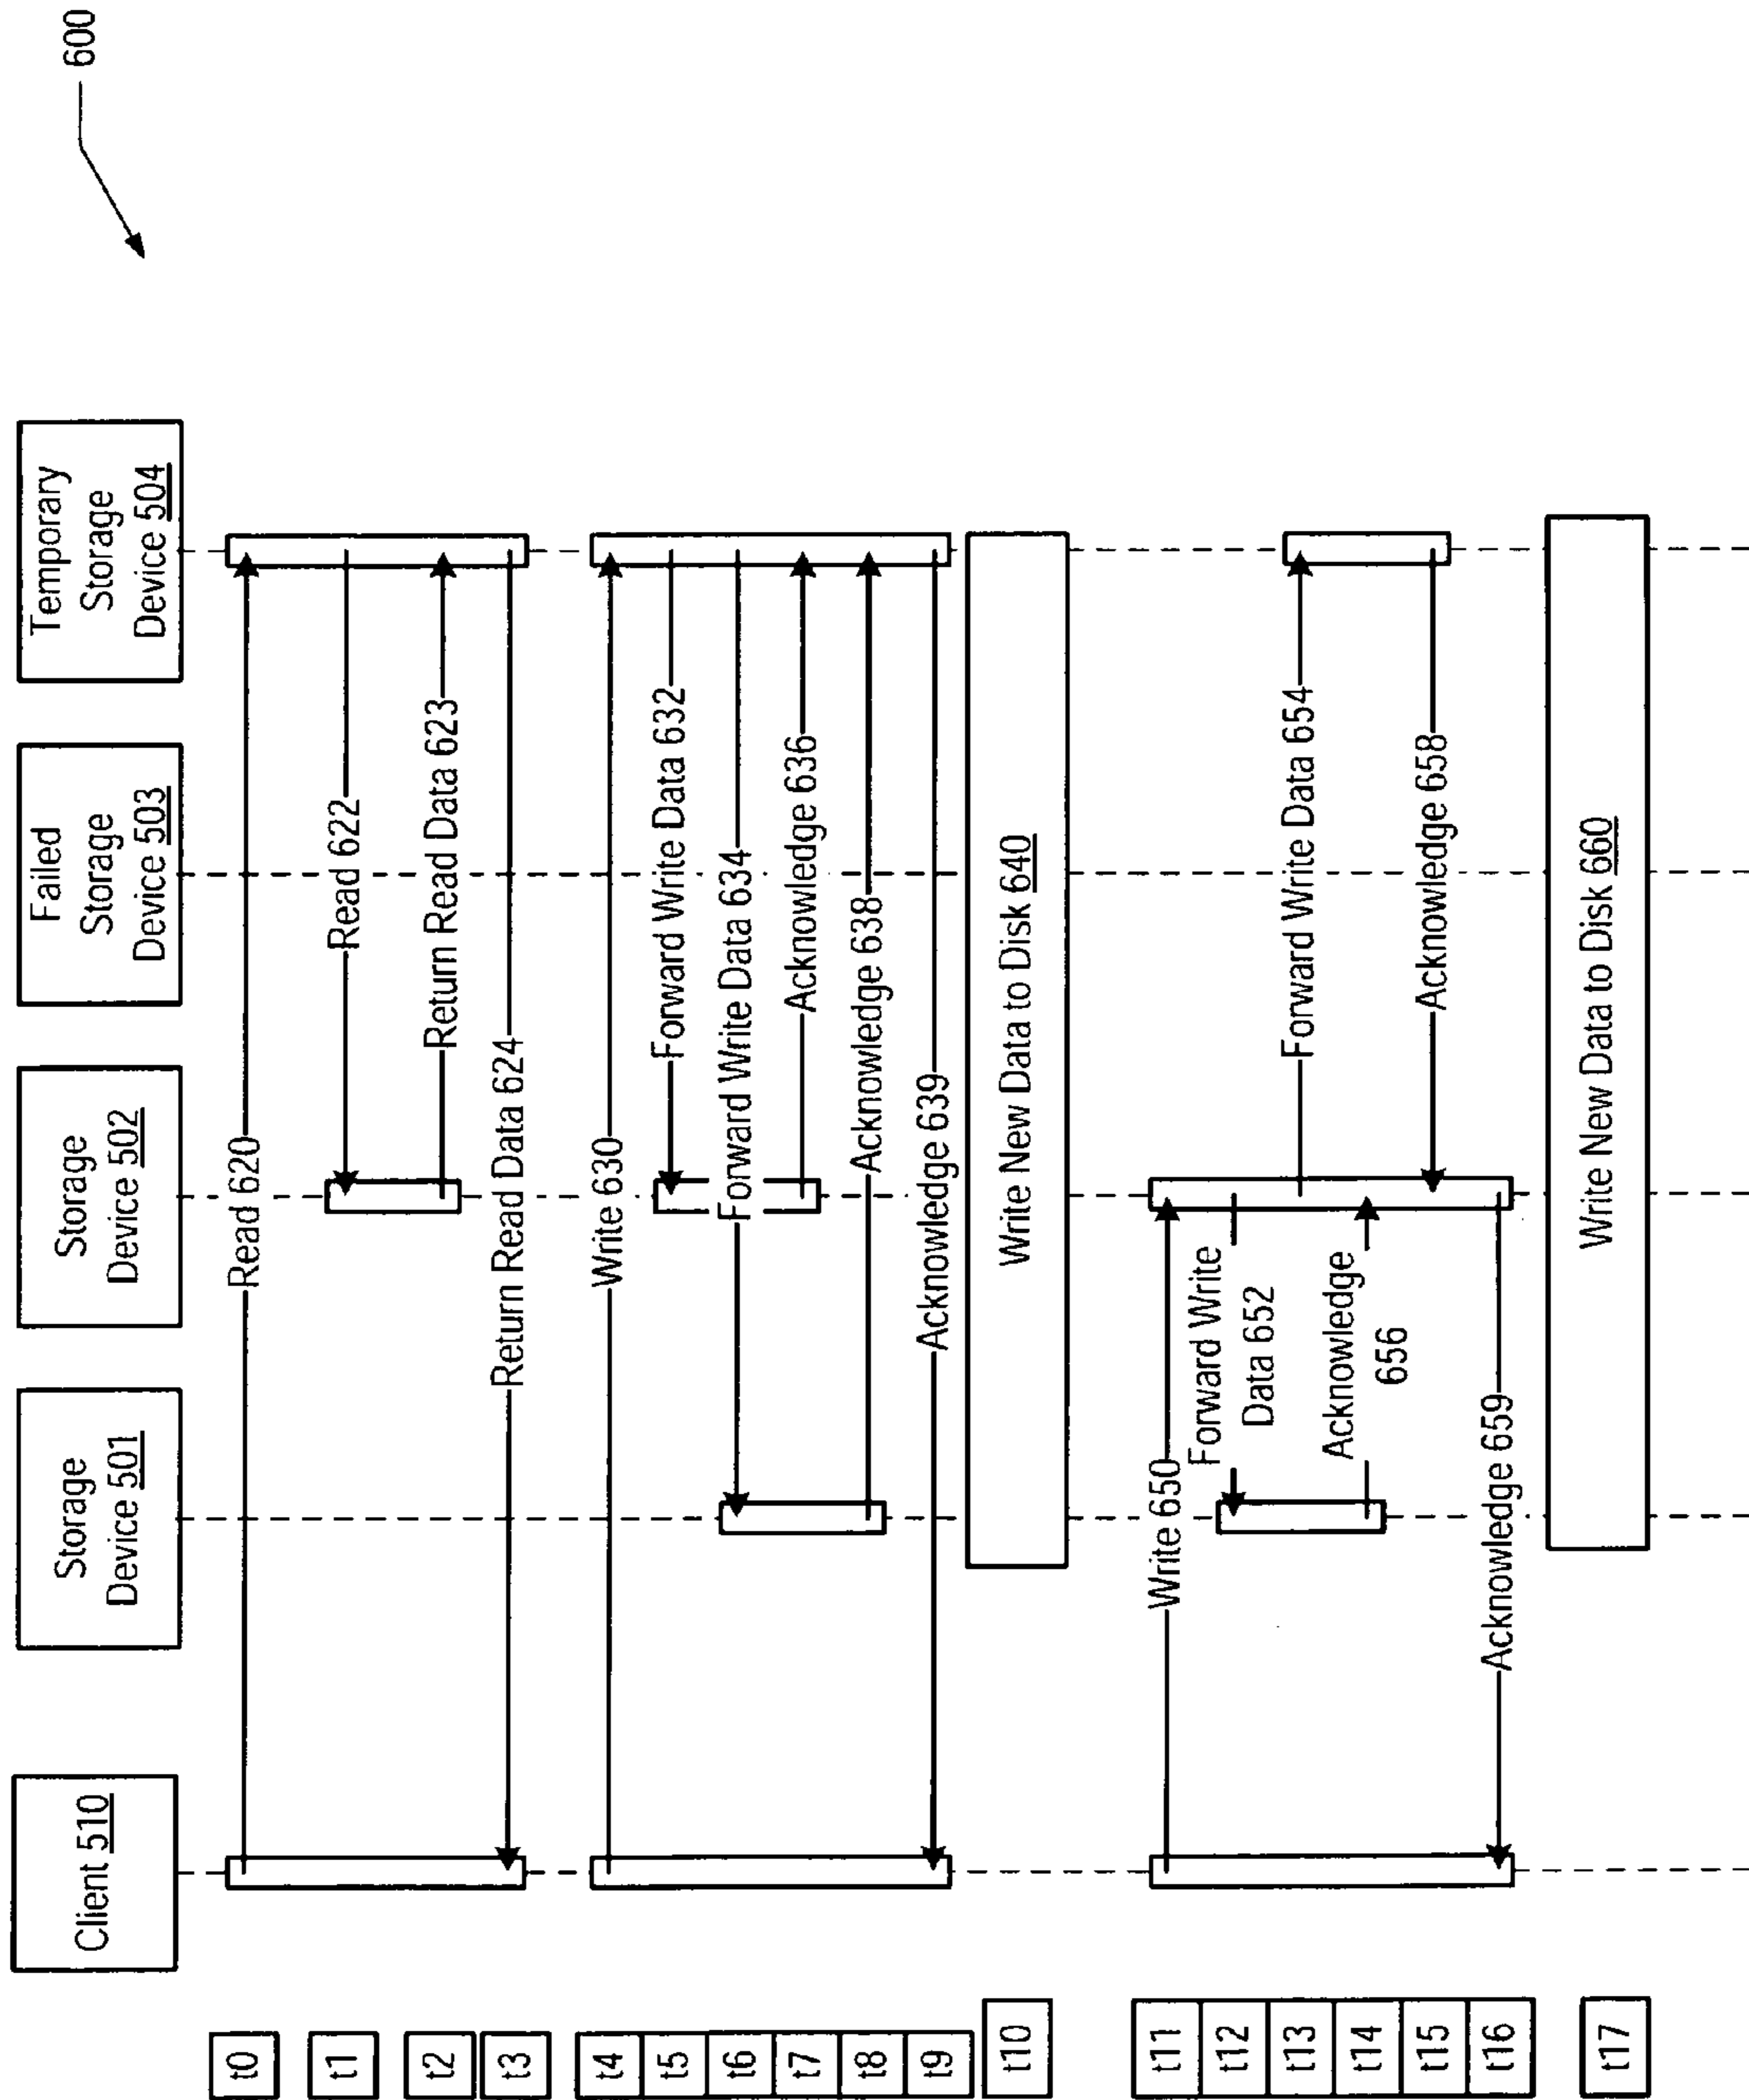 600
Client 510
Storage
Device 501
Storage
Device 502
Failed
Storage
Device 503
Temporary
Storage
Device 504
t0
Read 620
t1
Read 622
t2
Return Read Data 623
t3
Return Read Data 624
t4
Write 630
t5
Forward Write Data 632
t6
Forward Write Data 634
t7
Acknowledge 636
t8
Acknowledge 638
t9
Acknowledge 639
t10
Write New Data to Disk 640
t11
Write 650
t12
Forward Write
Data 652
t13
Forward Write Data 654
t14
Acknowledge
656
t15
Acknowledge 658
t16
Acknowledge 659
t17
Write New Data to Disk 660